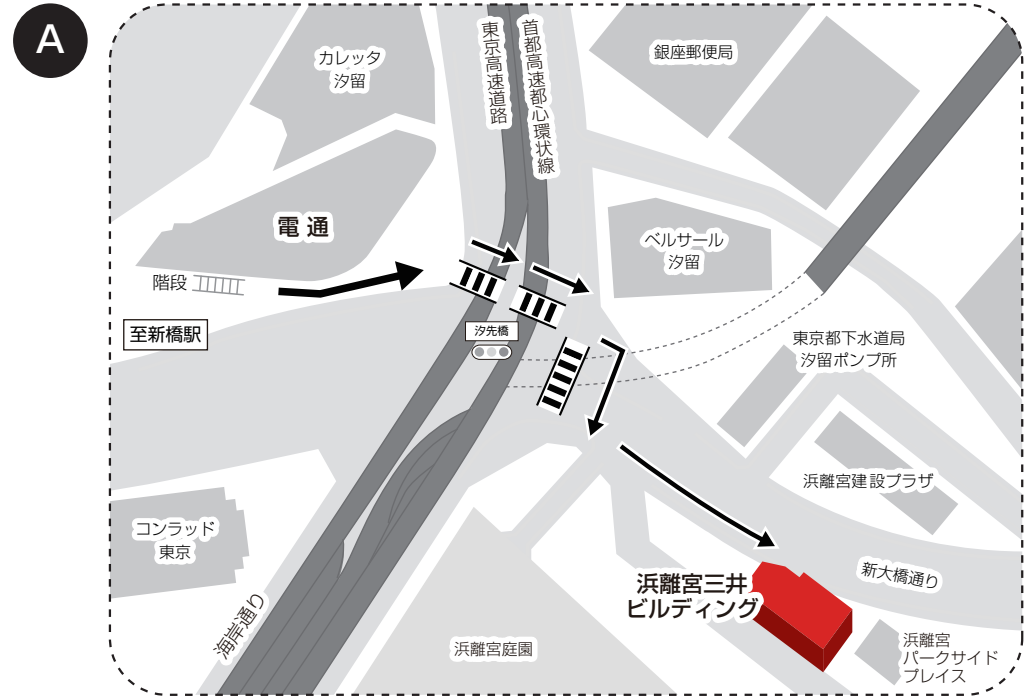 A
カレッタ
汐留
東京高速道路
首都高速都心環状線
銀座郵便局
電通
ベルサール
汐留
階段
至新橋駅
汐先橋
東京都下水道局
汐留ポンプ所
浜離宮建設プラザ
コンラッド
東京
新大橋通り
浜離宮三井
ビルディング
海岸通り
浜離宮庭園
浜離宮
パークサイド
プレイス